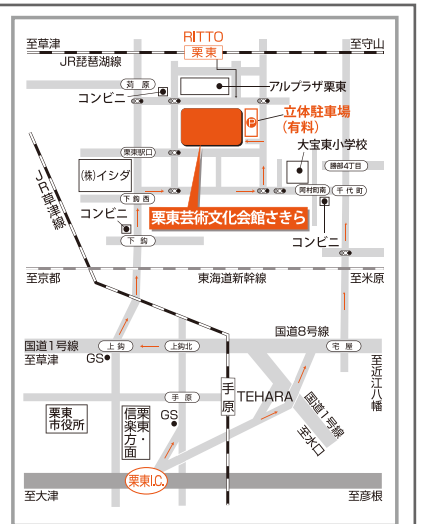 RITTO
至草津
栗東
至守山
JR琵琶湖線
苅原
アルプラザ栗東
コンビニ
立体駐車場
(有料)
P
大宝東小学校
栗東駅口
勝部4丁目
(株)イシダ
下鈎西
阿村町南
千代町
JR草津線
栗東芸術文化会館さきら
コンビニ
コンビニ
下鈎
至京都
東海道新幹線
至米原
国道8号線
国道1号線
上鈎
上鈎北
宅屋
至草津
GS
至近江八幡
手原
TEHARA
手原
国道1号線
至水口
栗東
市役所
栗東・
信楽方面
GS
栗東I.C.
至大津
至彦根